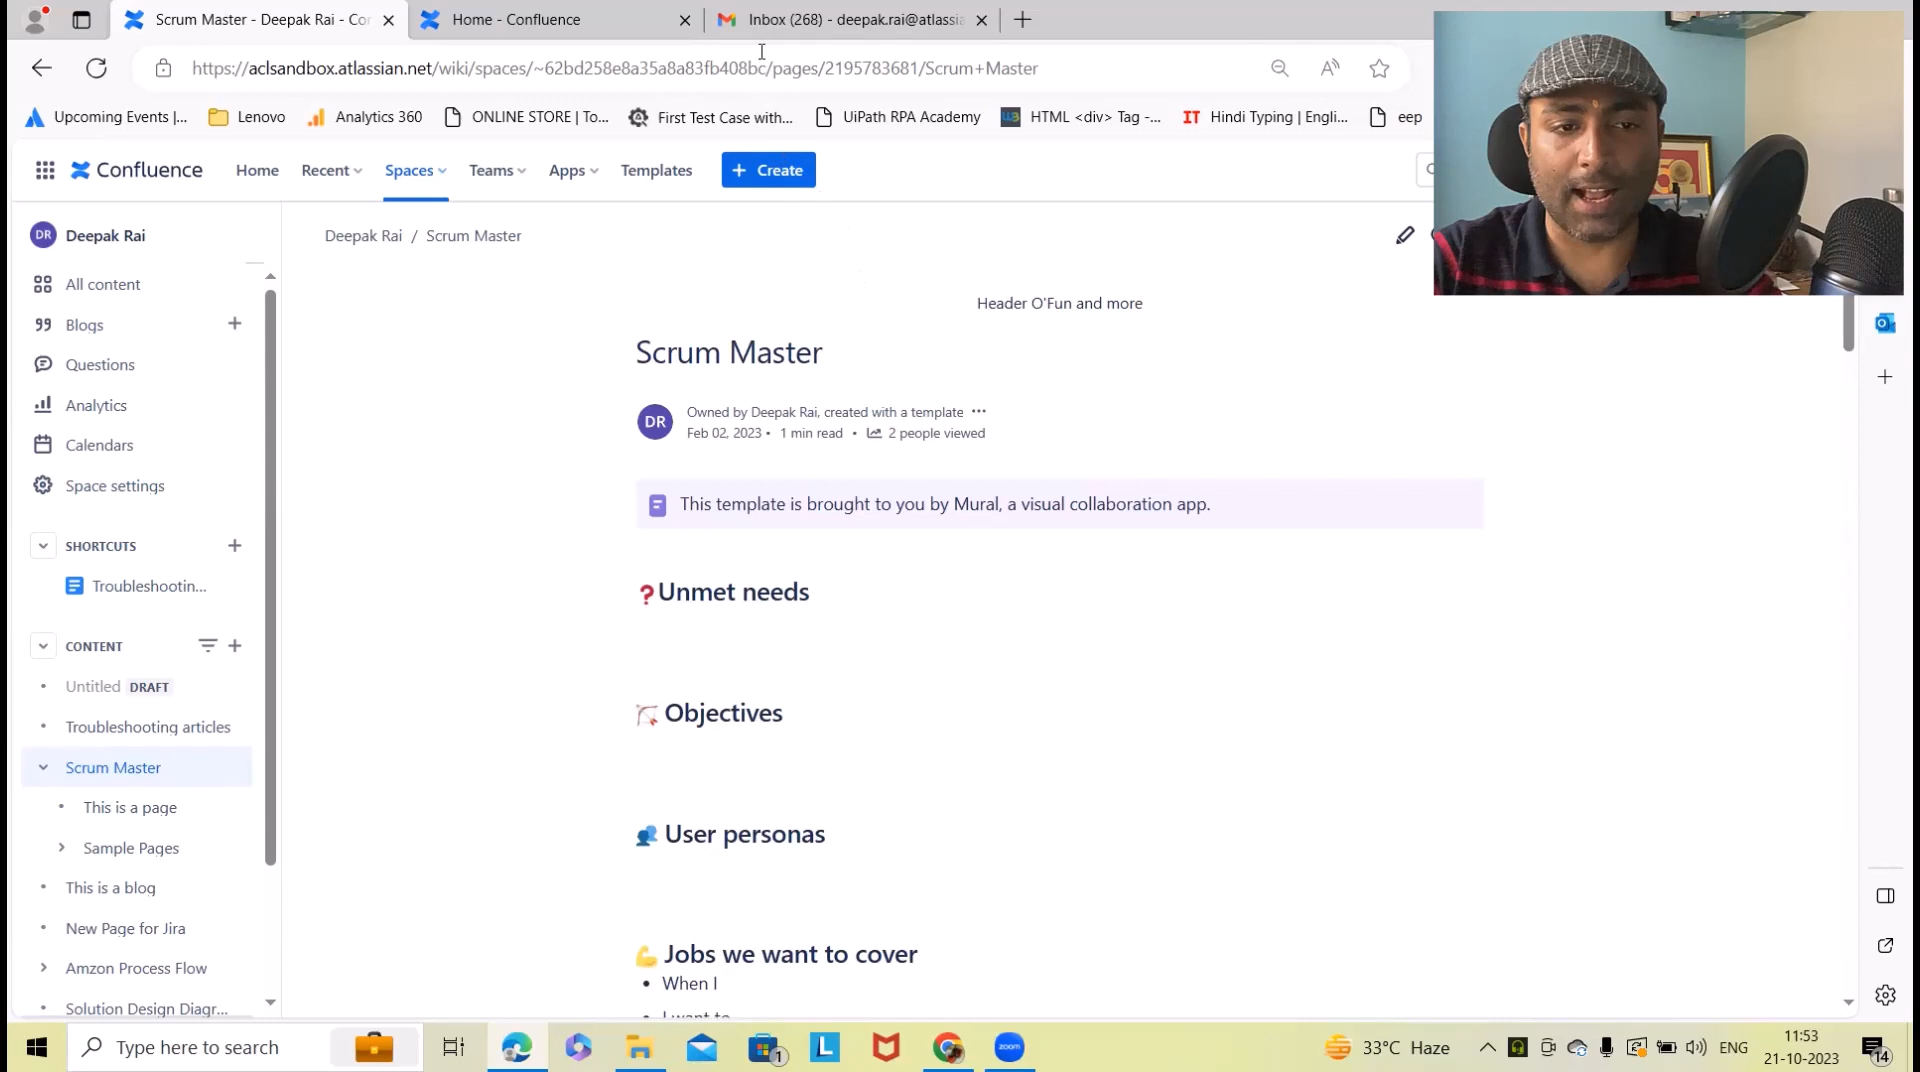 Scrum Master - Deepak Rai - Cor
Home - Confluence
Inbox (268) - deepak.rai@atlassia
https://aclsandbox.atlassian.net/wiki/spaces/~62bd258e8a35a8a83fb408bc/pages/2195783681/Scrum+Master
Upcoming Events |...
Lenovo
Analytics 360
ONLINE STORE | To...
First Test Case with...
UiPath RPA Academy
HTML <div> Tag -...
IT
Hindi Typing | Engli...
eep
Confluence
Home
Recent
Spaces
Teams
Apps
Templates
+ Create
DR
Deepak Rai
All content
Blogs
Questions
Analytics
Calendars
Space settings
SHORTCUTS
Troubleshootin...
CONTENT
Untitled DRAFT
Troubleshooting articles
Scrum Master
This is a page
Sample Pages
This is a blog
New Page for Jira
Amzon Process Flow
Solution Design Diagr...
Deepak Rai / Scrum Master
Header O'Fun and more
Scrum Master
DR
Owned by Deepak Rai, created with a template •••
Feb 02, 2023 • 1 min read • 2 people viewed
This template is brought to you by Mural, a visual collaboration app.
❓Unmet needs
🏹 Objectives
👥 User personas
💪 Jobs we want to cover
• When I
• I want to
Type here to search
1
L
zoom
33°C Haze
ENG
11:53
21-10-2023
14